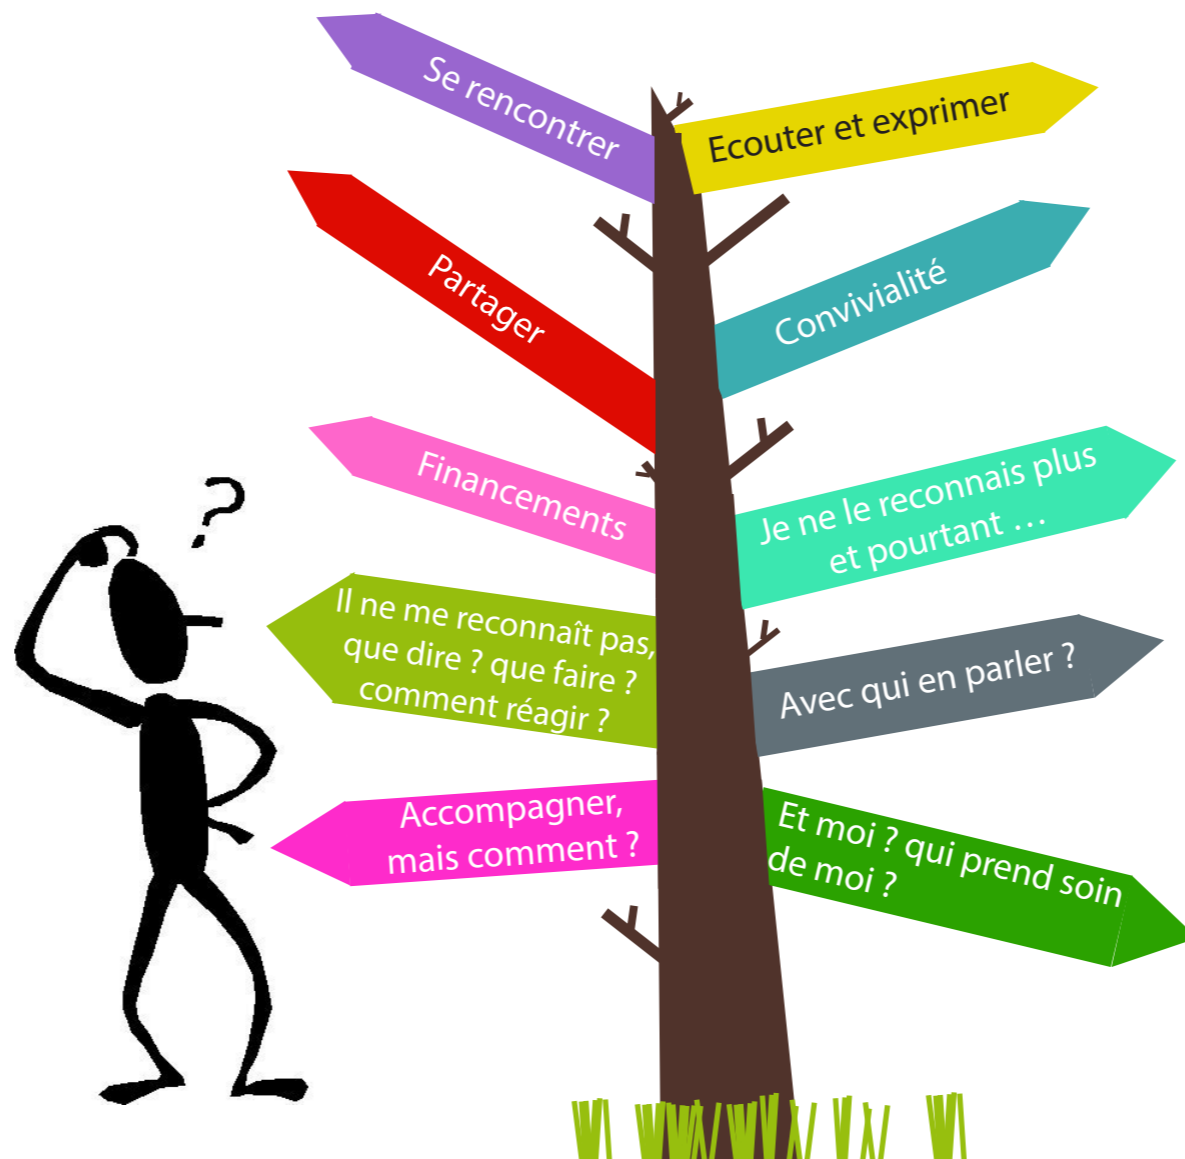 Se rencontrer
Ecouter et exprimer
Partager
Convivialité
Financements
Je ne le reconnais plus
et pourtant ...
?
Il ne me reconnaît pas,
que dire ? que faire ?
comment réagir ?
Avec qui en parler ?
Accompagner,
mais comment ?
Et moi ? qui prend soin
de moi ?